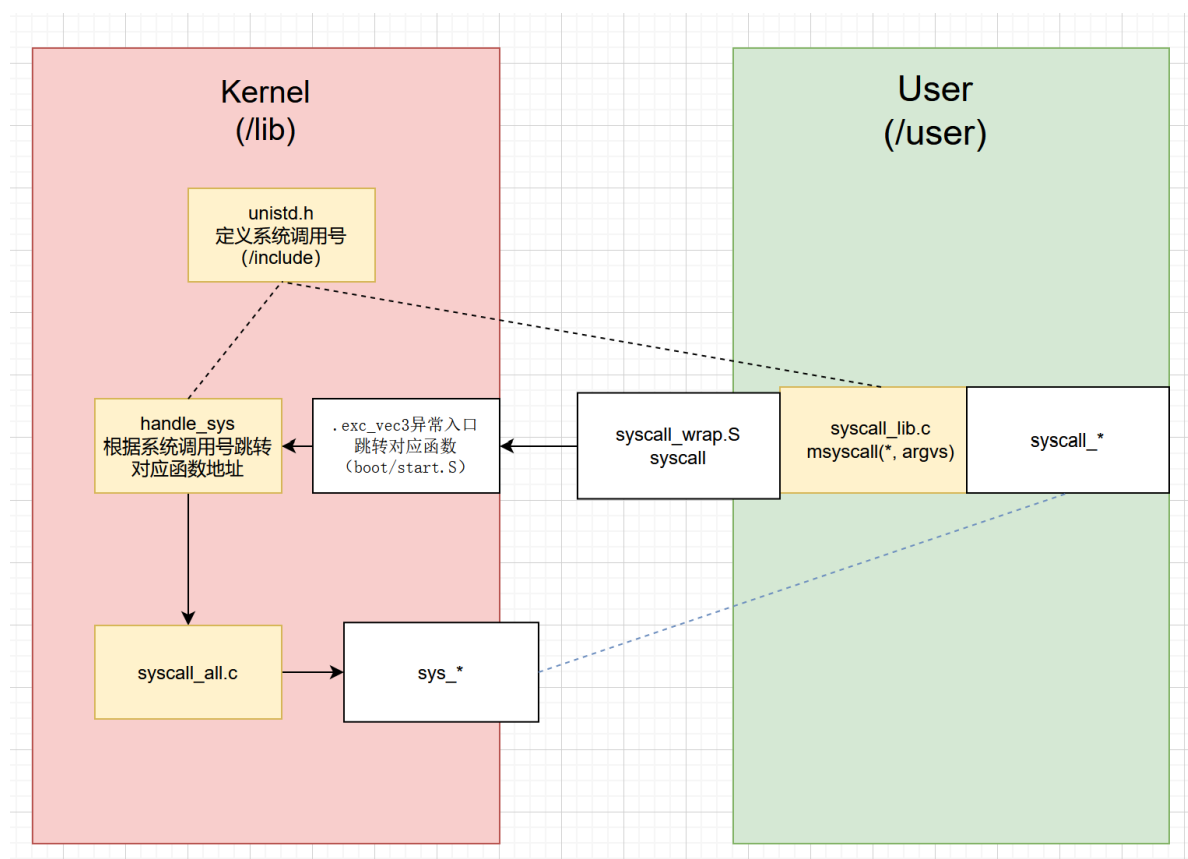 Kernel
(/lib)
User
(/user)
unistd.h
定义系统调用号
（/include）
handle_sys
根据系统调用号跳转
对应函数地址
.exc_vec3异常入口
跳转对应函数
（boot/start.S）
syscall_wrap.S
syscall
syscall_lib.c
msyscall(*, argvs)
syscall_*
syscall_all.c
sys_*